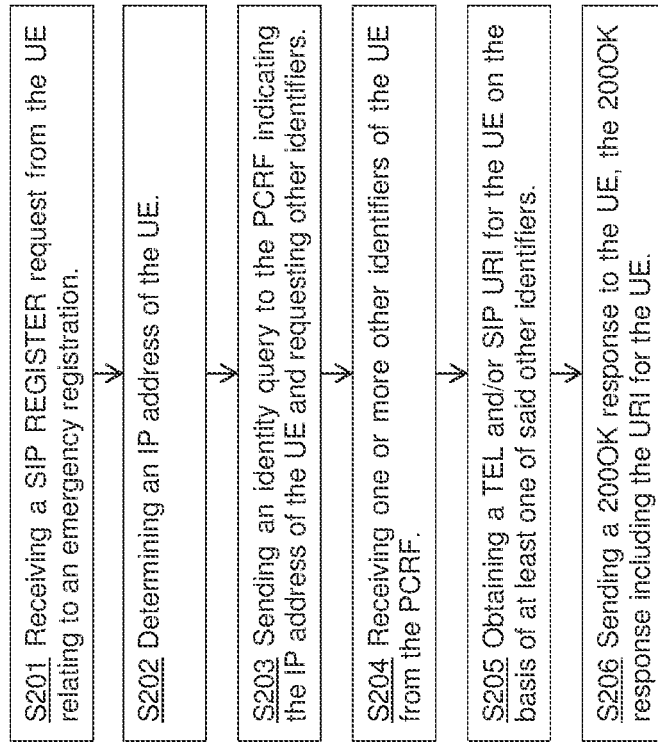 S201 Receiving a SIP REGISTER request from the UE
relating to an emergency registration.
S202 Determining an IP address of the UE.
S203 Sending an identity query to the PCRF indicating
the IP address of the UE and requesting other identifiers.
S204 Receiving one or more other identifiers of the UE
from the PCRF.
S205 Obtaining a TEL and/or SIP URI for the UE on the
basis of at least one of said other identifiers.
S206 Sending a 200OK response to the UE, the 200OK
response including the URI for the UE.